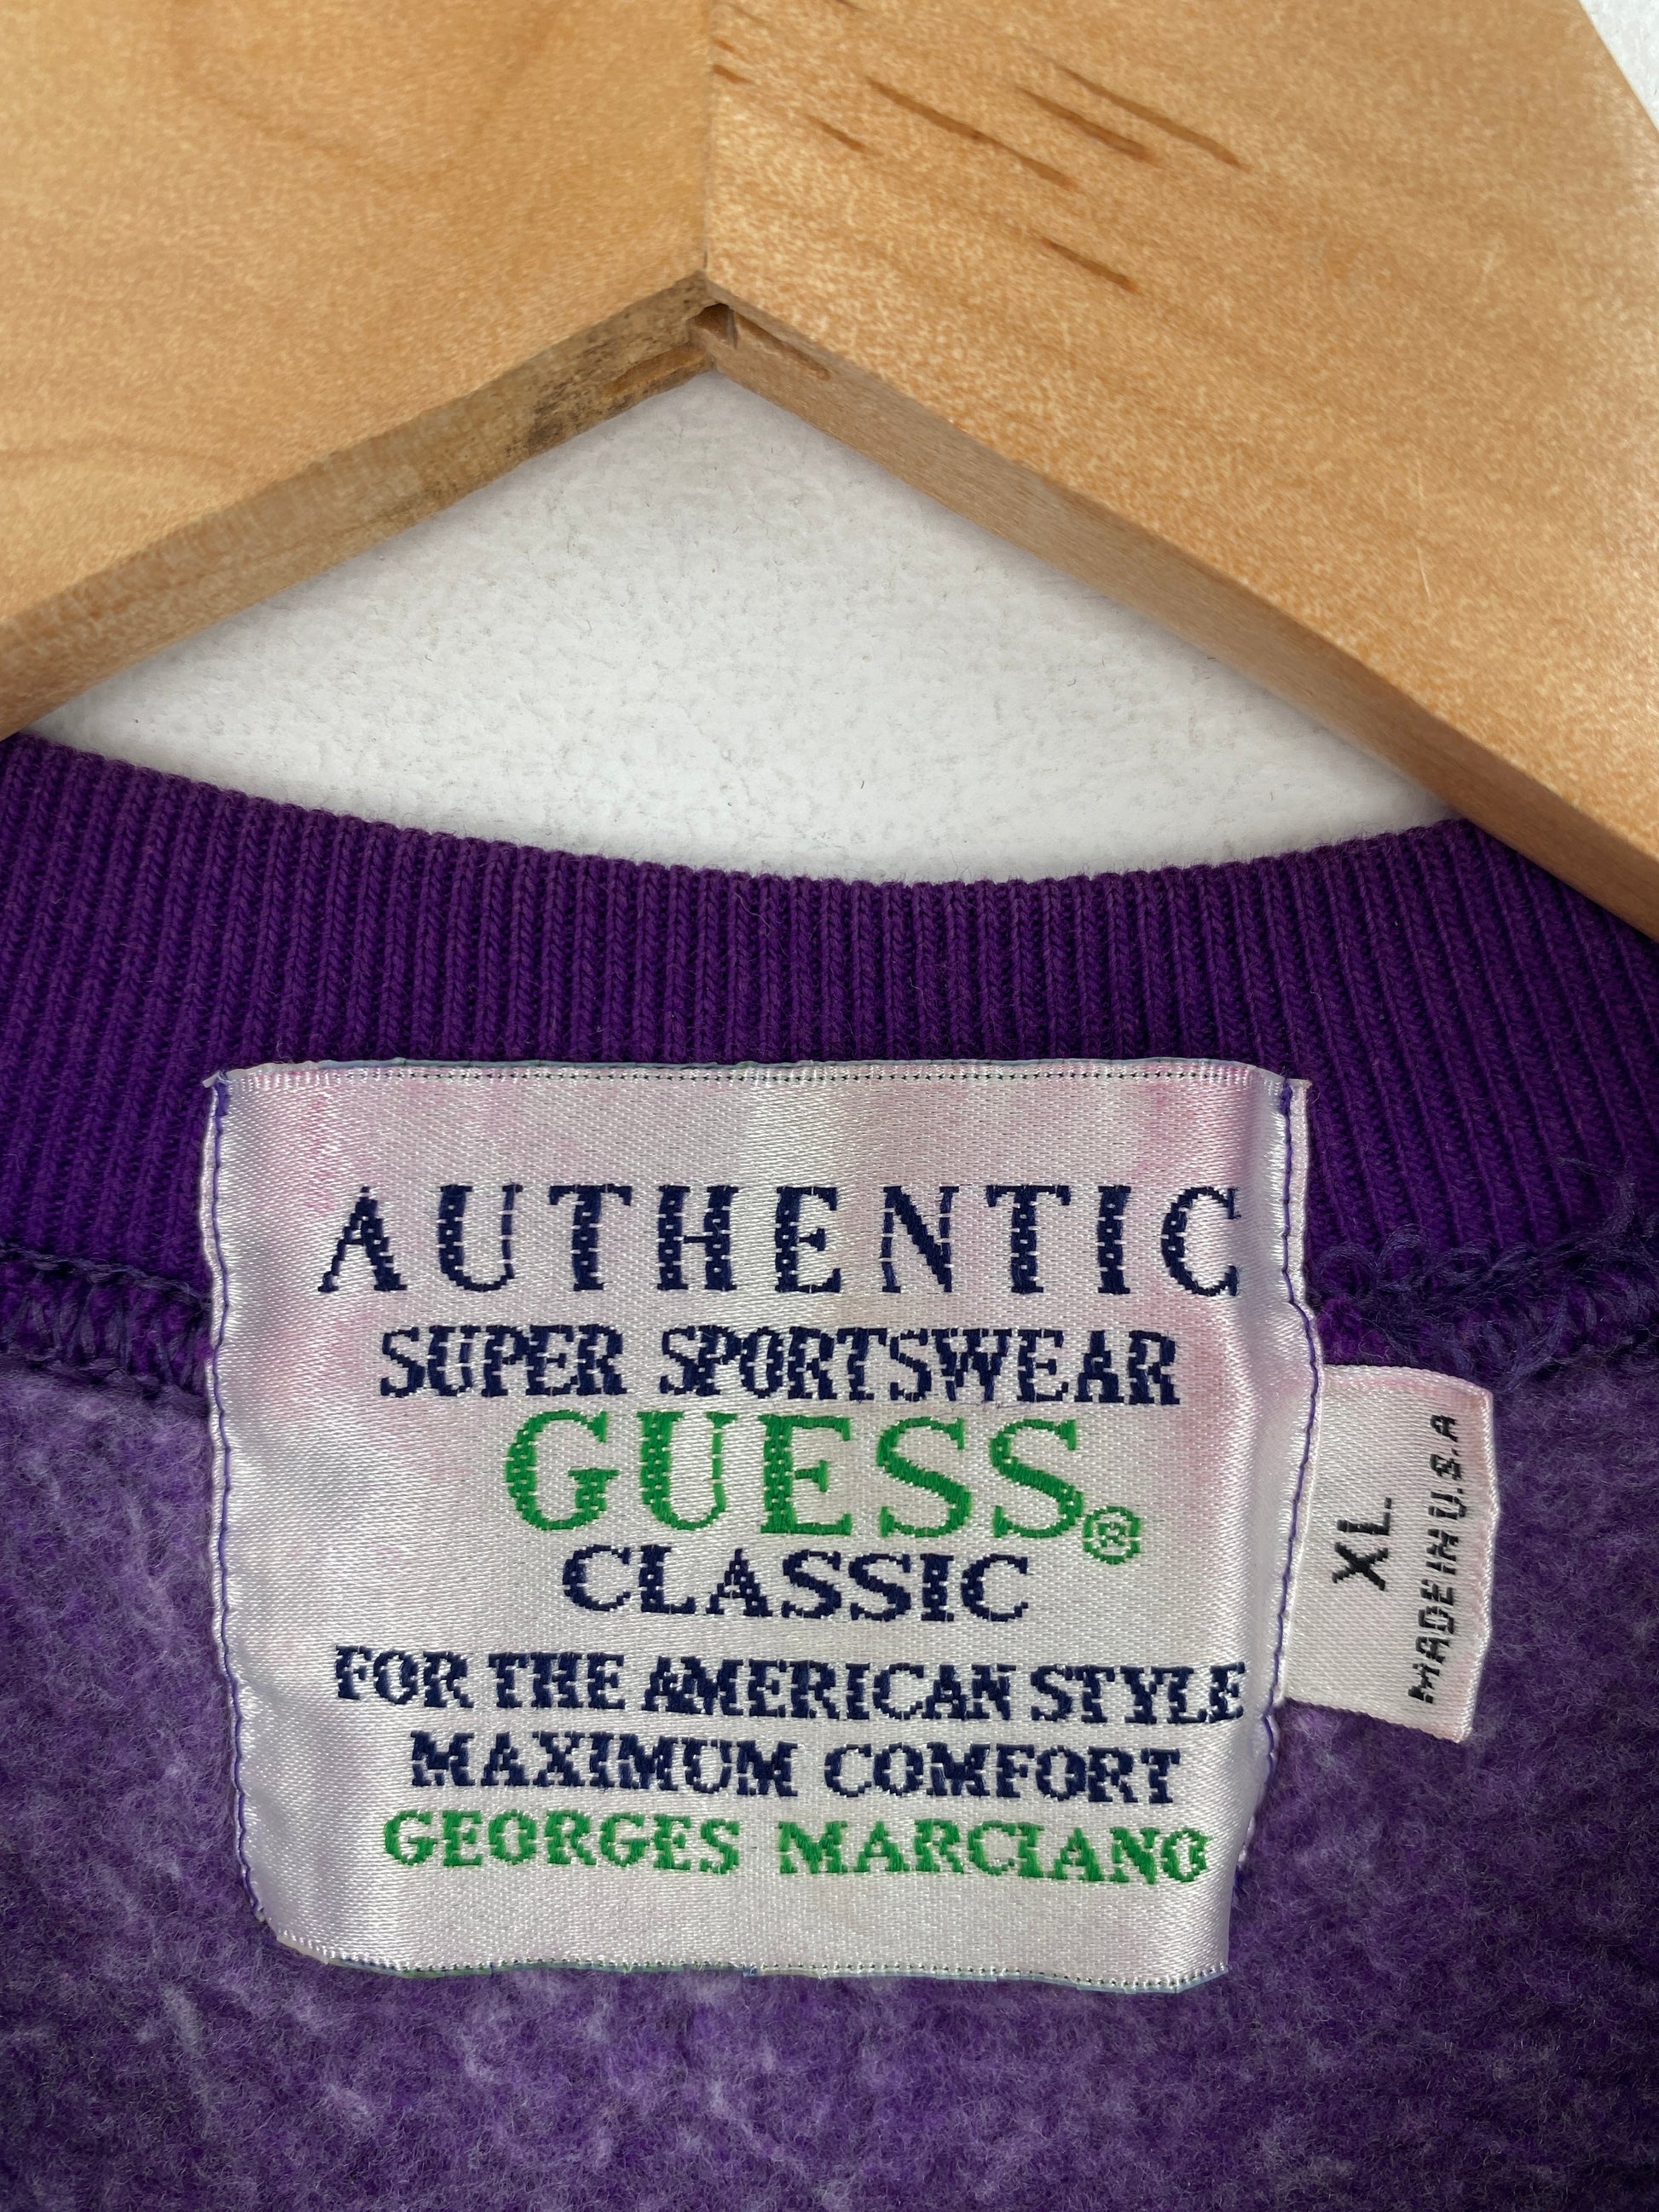 AUTHENTIC
SUPER SPORTSWEAR
GUESS®
CLASSIC
FOR THE AMERICAN STYLE
MAXIMUM COMFORT
GEORGES MARCIANO
XL.
MADE IN U.S.A